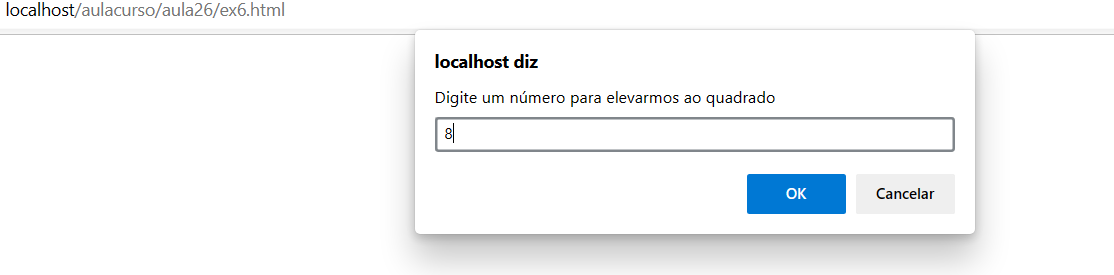 localhost/aulacurso/aula26/ex6.html
localhost diz
Digite um número para elevarmos ao quadrado
8
OK
Cancelar